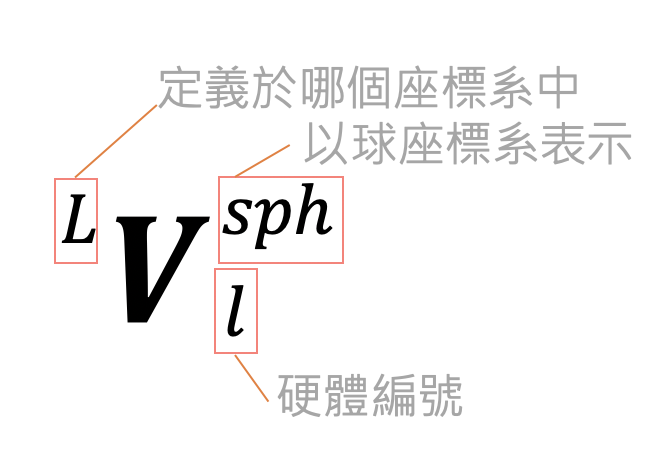 定義於哪個座標系中
以球座標系表示
L V sph
l
硬體編號